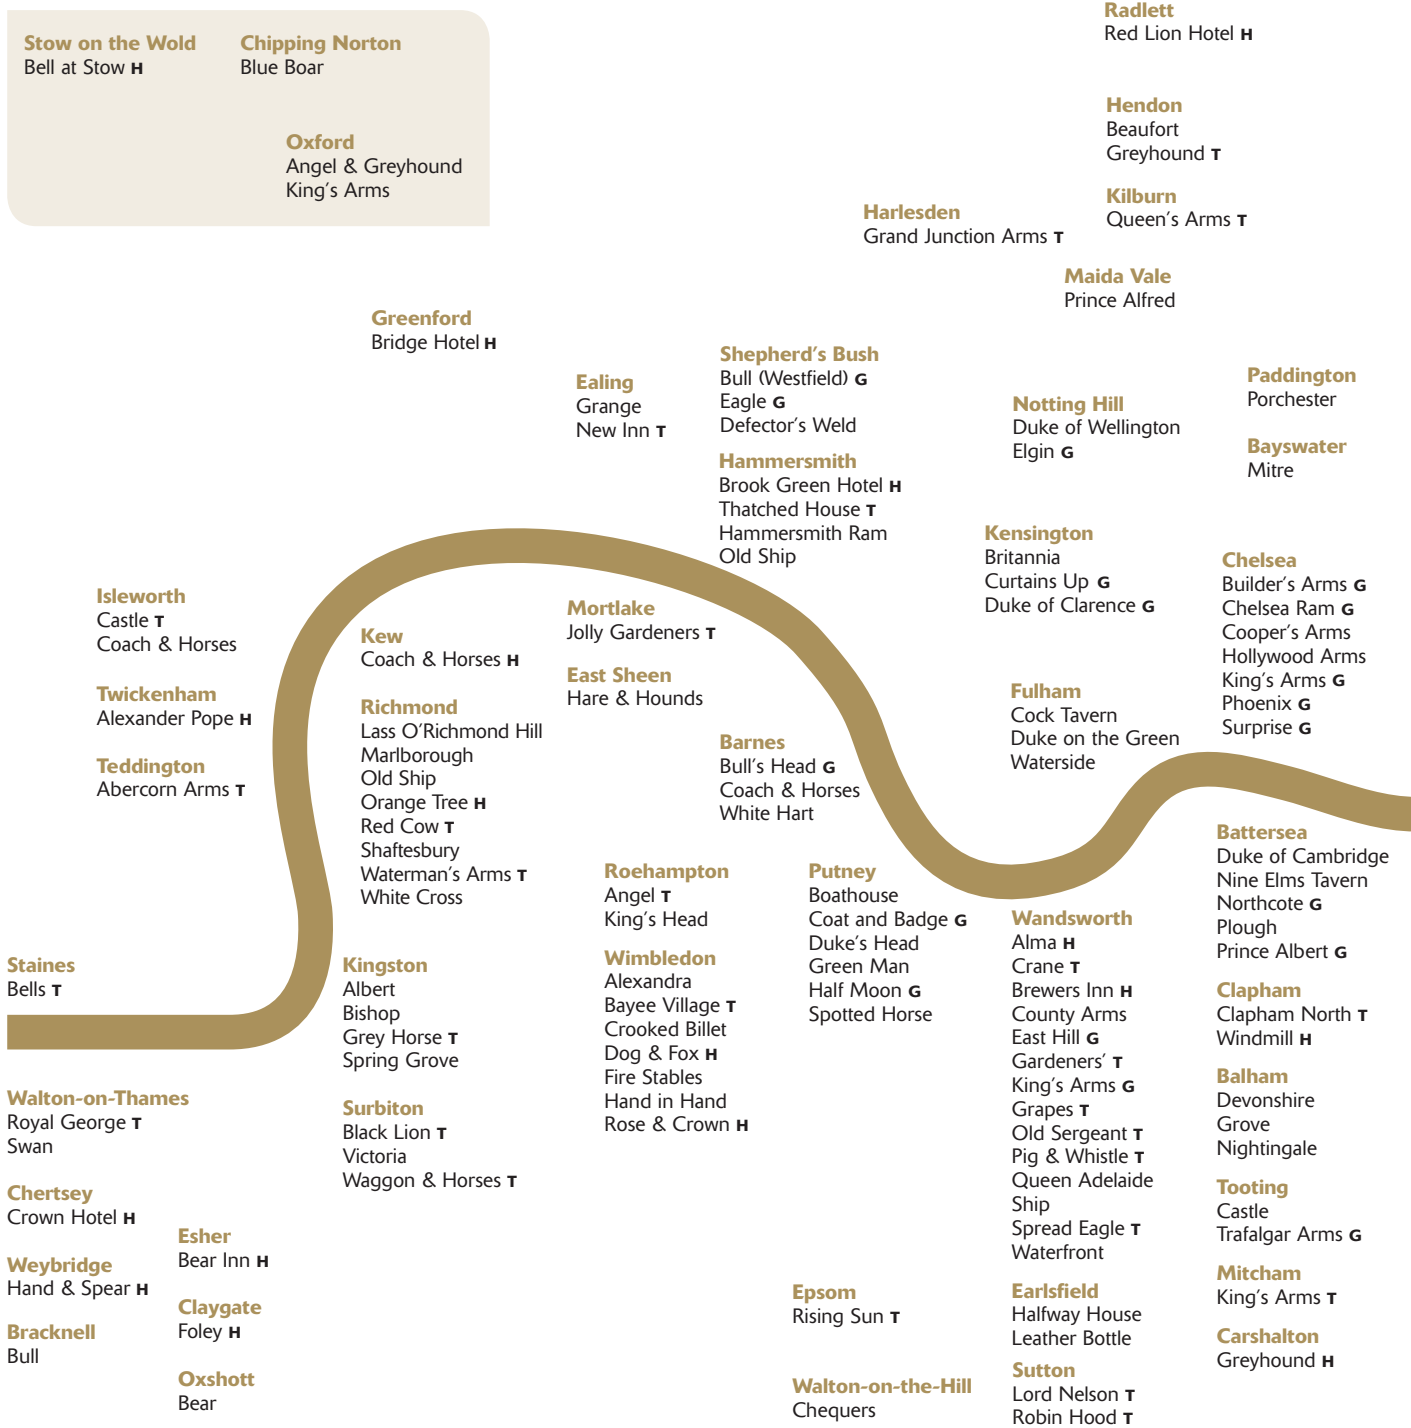 Stow on the Wold
Bell at Stow H
Chipping Norton
Blue Boar
Oxford
Angel & Greyhound
King's Arms
Radlett
Red Lion Hotel H
Hendon
Beaufort
Greyhound T
Kilburn
Queen's Arms T
Harlesden
Grand Junction Arms T
Maida Vale
Prince Alfred
Greenford
Bridge Hotel H
Ealing
Grange
New Inn T
Shepherd's Bush
Bull (Westfield) G
Eagle G
Defector's Weld
Hammersmith
Brook Green Hotel H
Thatched House T
Hammersmith Ram
Old Ship
Notting Hill
Duke of Wellington
Elgin G
Paddington
Porchester
Bayswater
Mitre
Kensington
Britannia
Curtains Up G
Duke of Clarence G
Chelsea
Builder's Arms G
Chelsea Ram G
Cooper's Arms
Hollywood Arms
King's Arms G
Phoenix G
Surprise G
Isleworth
Castle T
Coach & Horses
Twickenham
Alexander Pope H
Teddington
Abercorn Arms T
Kew
Coach & Horses H
Richmond
Lass O'Richmond Hill
Marlborough
Old Ship
Orange Tree H
Red Cow T
Shaftesbury
Waterman's Arms T
White Cross
Mortlake
Jolly Gardeners T
East Sheen
Hare & Hounds
Barnes
Bull's Head G
Coach & Horses
White Hart
Fulham
Cock Tavern
Duke on the Green
Waterside
Staines
Bells T
Kingston
Albert
Bishop
Grey Horse T
Spring Grove
Surbiton
Black Lion T
Victoria
Waggon & Horses T
Roehampton
Angel T
King's Head
Wimbledon
Alexandra
Bayee Village T
Crooked Billet
Dog & Fox H
Fire Stables
Hand in Hand
Rose & Crown H
Putney
Boathouse
Coat and Badge G
Duke's Head
Green Man
Half Moon G
Spotted Horse
Wandsworth
Alma H
Crane T
Brewers Inn H
County Arms
East Hill G
Gardeners' T
King's Arms G
Grapes T
Old Sergeant T
Pig & Whistle T
Queen Adelaide
Ship
Spread Eagle T
Waterfront
Earlsfield
Halfway House
Leather Bottle
Sutton
Lord Nelson T
Robin Hood T
Battersea
Duke of Cambridge
Nine Elms Tavern
Northcote G
Plough
Prince Albert G
Clapham
Clapham North T
Windmill H
Balham
Devonshire
Grove
Nightingale
Tooting
Castle
Trafalgar Arms G
Mitcham
King's Arms T
Carshalton
Greyhound H
Walton-on-Thames
Royal George T
Swan
Chertsey
Crown Hotel H
Weybridge
Hand & Spear H
Bracknell
Bull
Esher
Bear Inn H
Claygate
Foley H
Oxshott
Bear
Epsom
Rising Sun T
Walton-on-the-Hill
Chequers